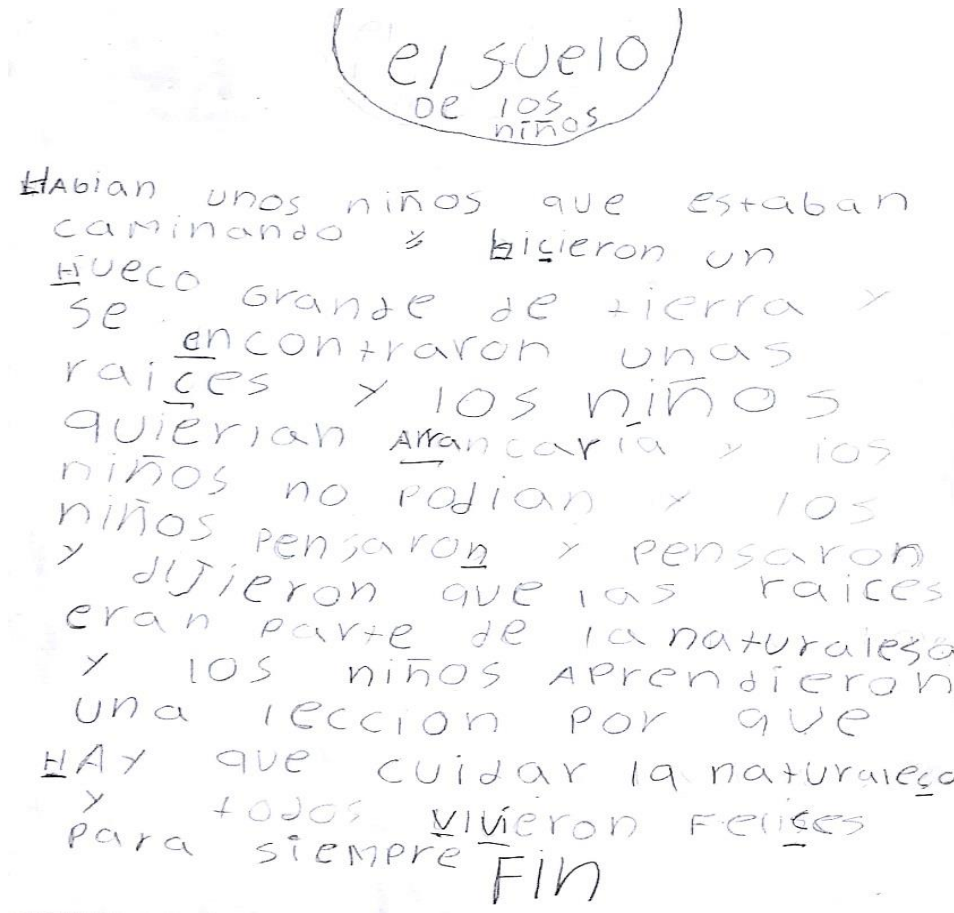 el suelo
DE los
niños
HAbian unos niños que estaban
caminando y hicieron un
Hueco grande de tierra y
se encontraron unas
raices y los niños
quierian Arrancarla y los
niños no podian y los
niños pensaron y pensaron
y dijieron que las raices
eran parte de la naturalesa
y los niños Aprendieron
una leccion por que
HAy que cuidar la naturalesa
y todos vivieron Felises
para siempre FiN